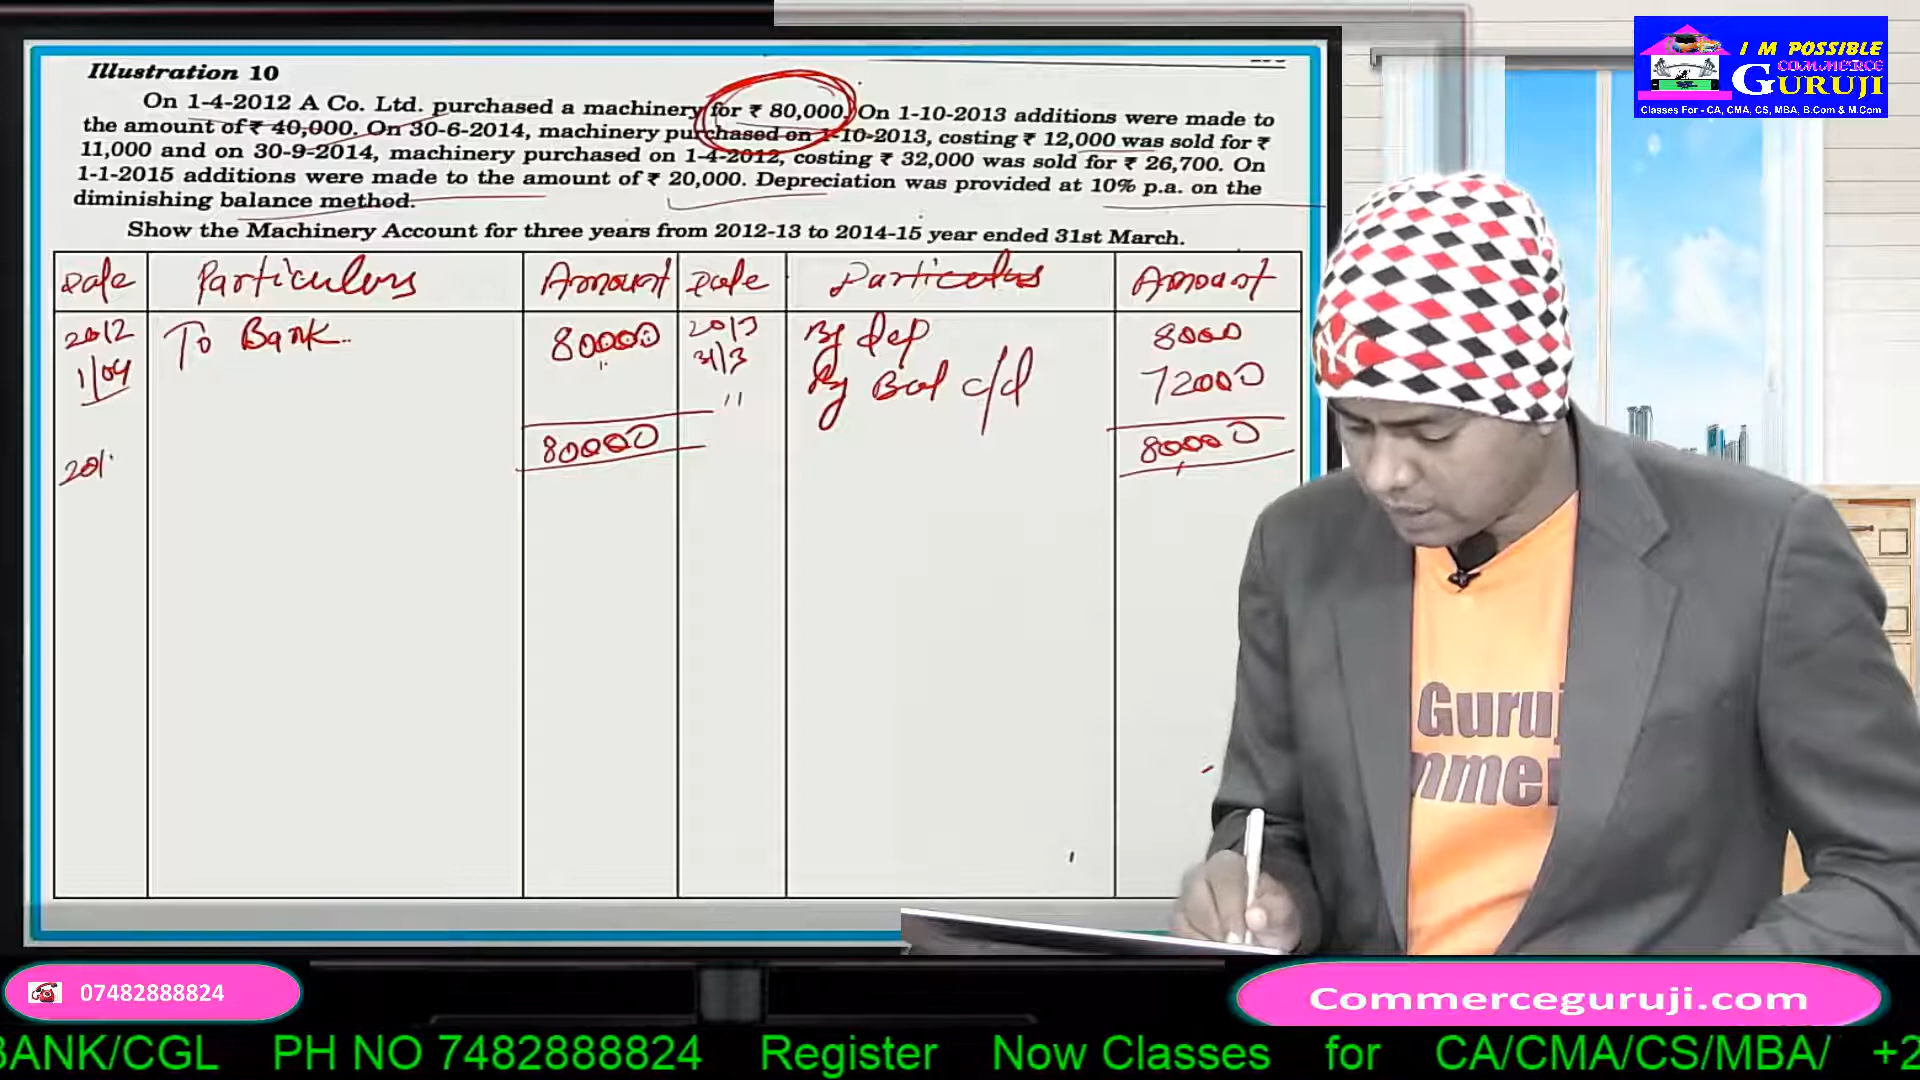 Illustration 10
On 1-4-2012 A Co. Ltd. purchased a machinery for ₹ 80,000. On 1-10-2013 additions were made to
the amount of ₹ 40,000. On 30-6-2014, machinery purchased on 1-10-2013, costing ₹ 12,000 was sold for ₹
11,000 and on 30-9-2014, machinery purchased on 1-4-2012, costing ₹ 32,000 was sold for ₹ 26,700. On
1-1-2015 additions were made to the amount of ₹ 20,000. Depreciation was provided at 10% p.a. on the
diminishing balance method.
Show the Machinery Account for three years from 2012-13 to 2014-15 year ended 31st March.
Date Particulars Amount Date Particulars Amount
2012 To Bank 80000 2013 By dep 8000
1/04 31/3 By Bal c/d 72000
80000 " 80000
201
I M POSSIBLE
COMMERCE
GURUJI
Classes For - CA, CMA, CS, MBA, B.Com & M.Com
Guruj
mmer
07482888824
Commerceguruji.com
BANK/CGL PH NO 7482888824 Register Now Classes for CA/CMA/CS/MBA/ +2